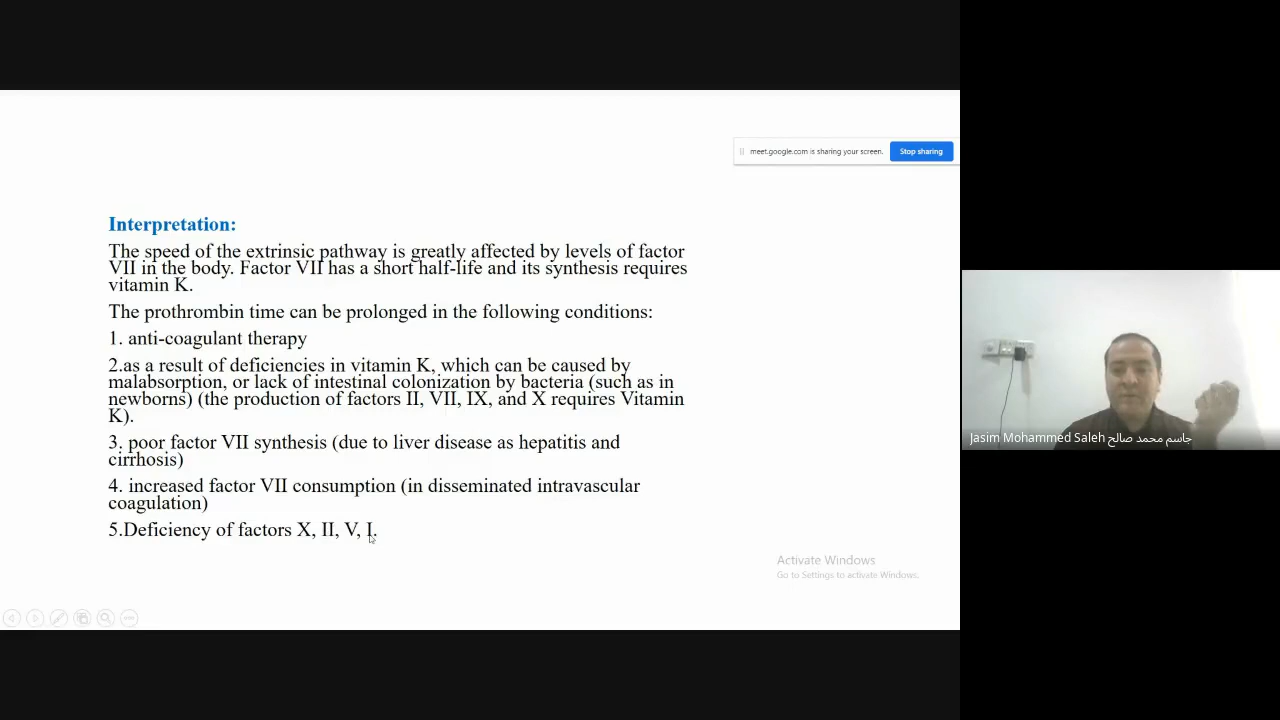 meet.google.com is sharing your screen.
Stop sharing
Interpretation:
The speed of the extrinsic pathway is greatly affected by levels of factor
VII in the body. Factor VII has a short half-life and its synthesis requires
vitamin K.
The prothrombin time can be prolonged in the following conditions:
1. anti-coagulant therapy
2.as a result of deficiencies in vitamin K, which can be caused by
malabsorption, or lack of intestinal colonization by bacteria (such as in
newborns) (the production of factors II, VII, IX, and X requires Vitamin
K).
3. poor factor VII synthesis (due to liver disease as hepatitis and
cirrhosis)
4. increased factor VII consumption (in disseminated intravascular
coagulation)
5.Deficiency of factors X, II, V, I.
Activate Windows
Go to Settings to activate Windows.
Jasim Mohammed Saleh جاسم محمد صالح